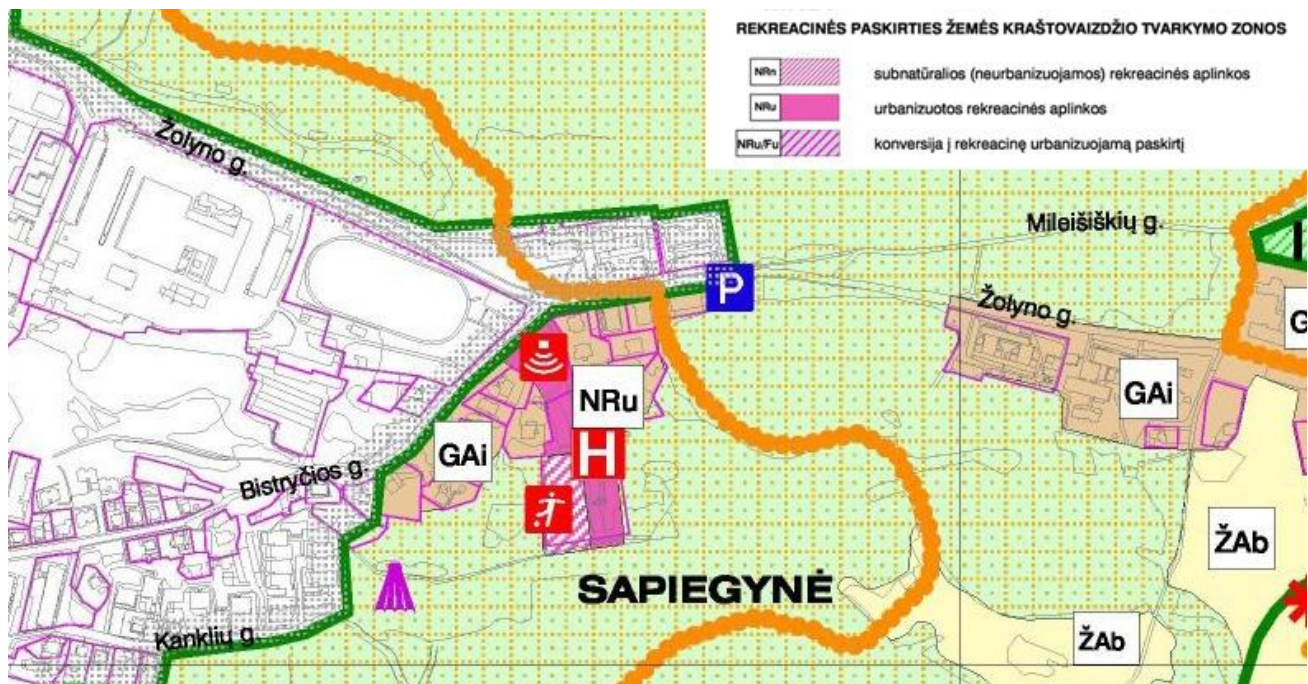 REKREACINĖS PASKIRTIES ŽEMĖS KRAŠTOVAIZDŽIO TVARKYMO ZONOS
NRn subnatūralios (neurbanizuojamos) rekreacinės aplinkos
NRu urbanizuotos rekreacinės aplinkos
NRu/Fu konversija į rekreacinę urbanizuojamą paskirtį
Žolyno g.
Mileišiškių g.
P
Žolyno g.
G
NRu
GAi
GAi
H
Bistryčios g.
ŽAb
SAPIEGYNĖ
Kanklių g.
ŽAb